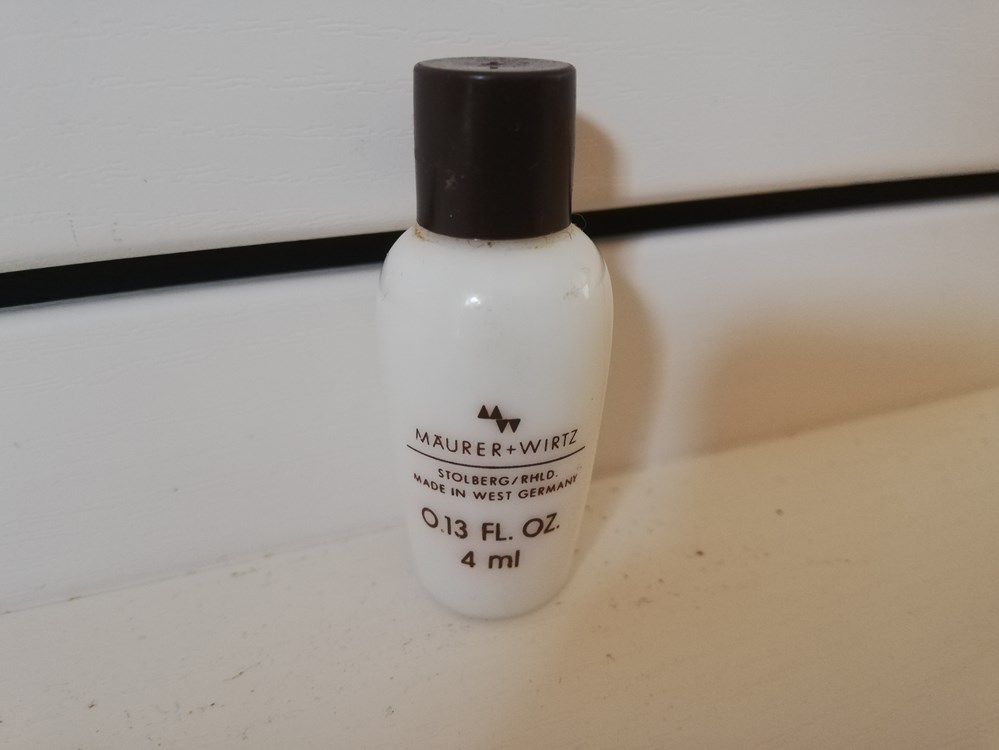 MÄURER+WIRTZ
STOLBERG/RHLD.
MADE IN WEST GERMANY
0.13 FL. OZ.
4 ml